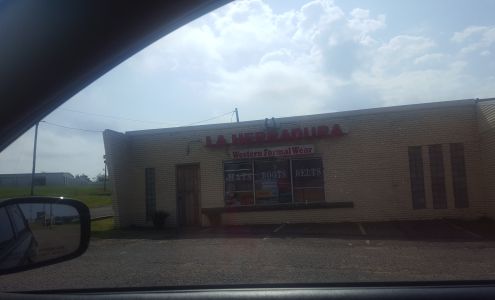 LA HERRADURA
Western Formal Wear
HATS BOOTS BELTS